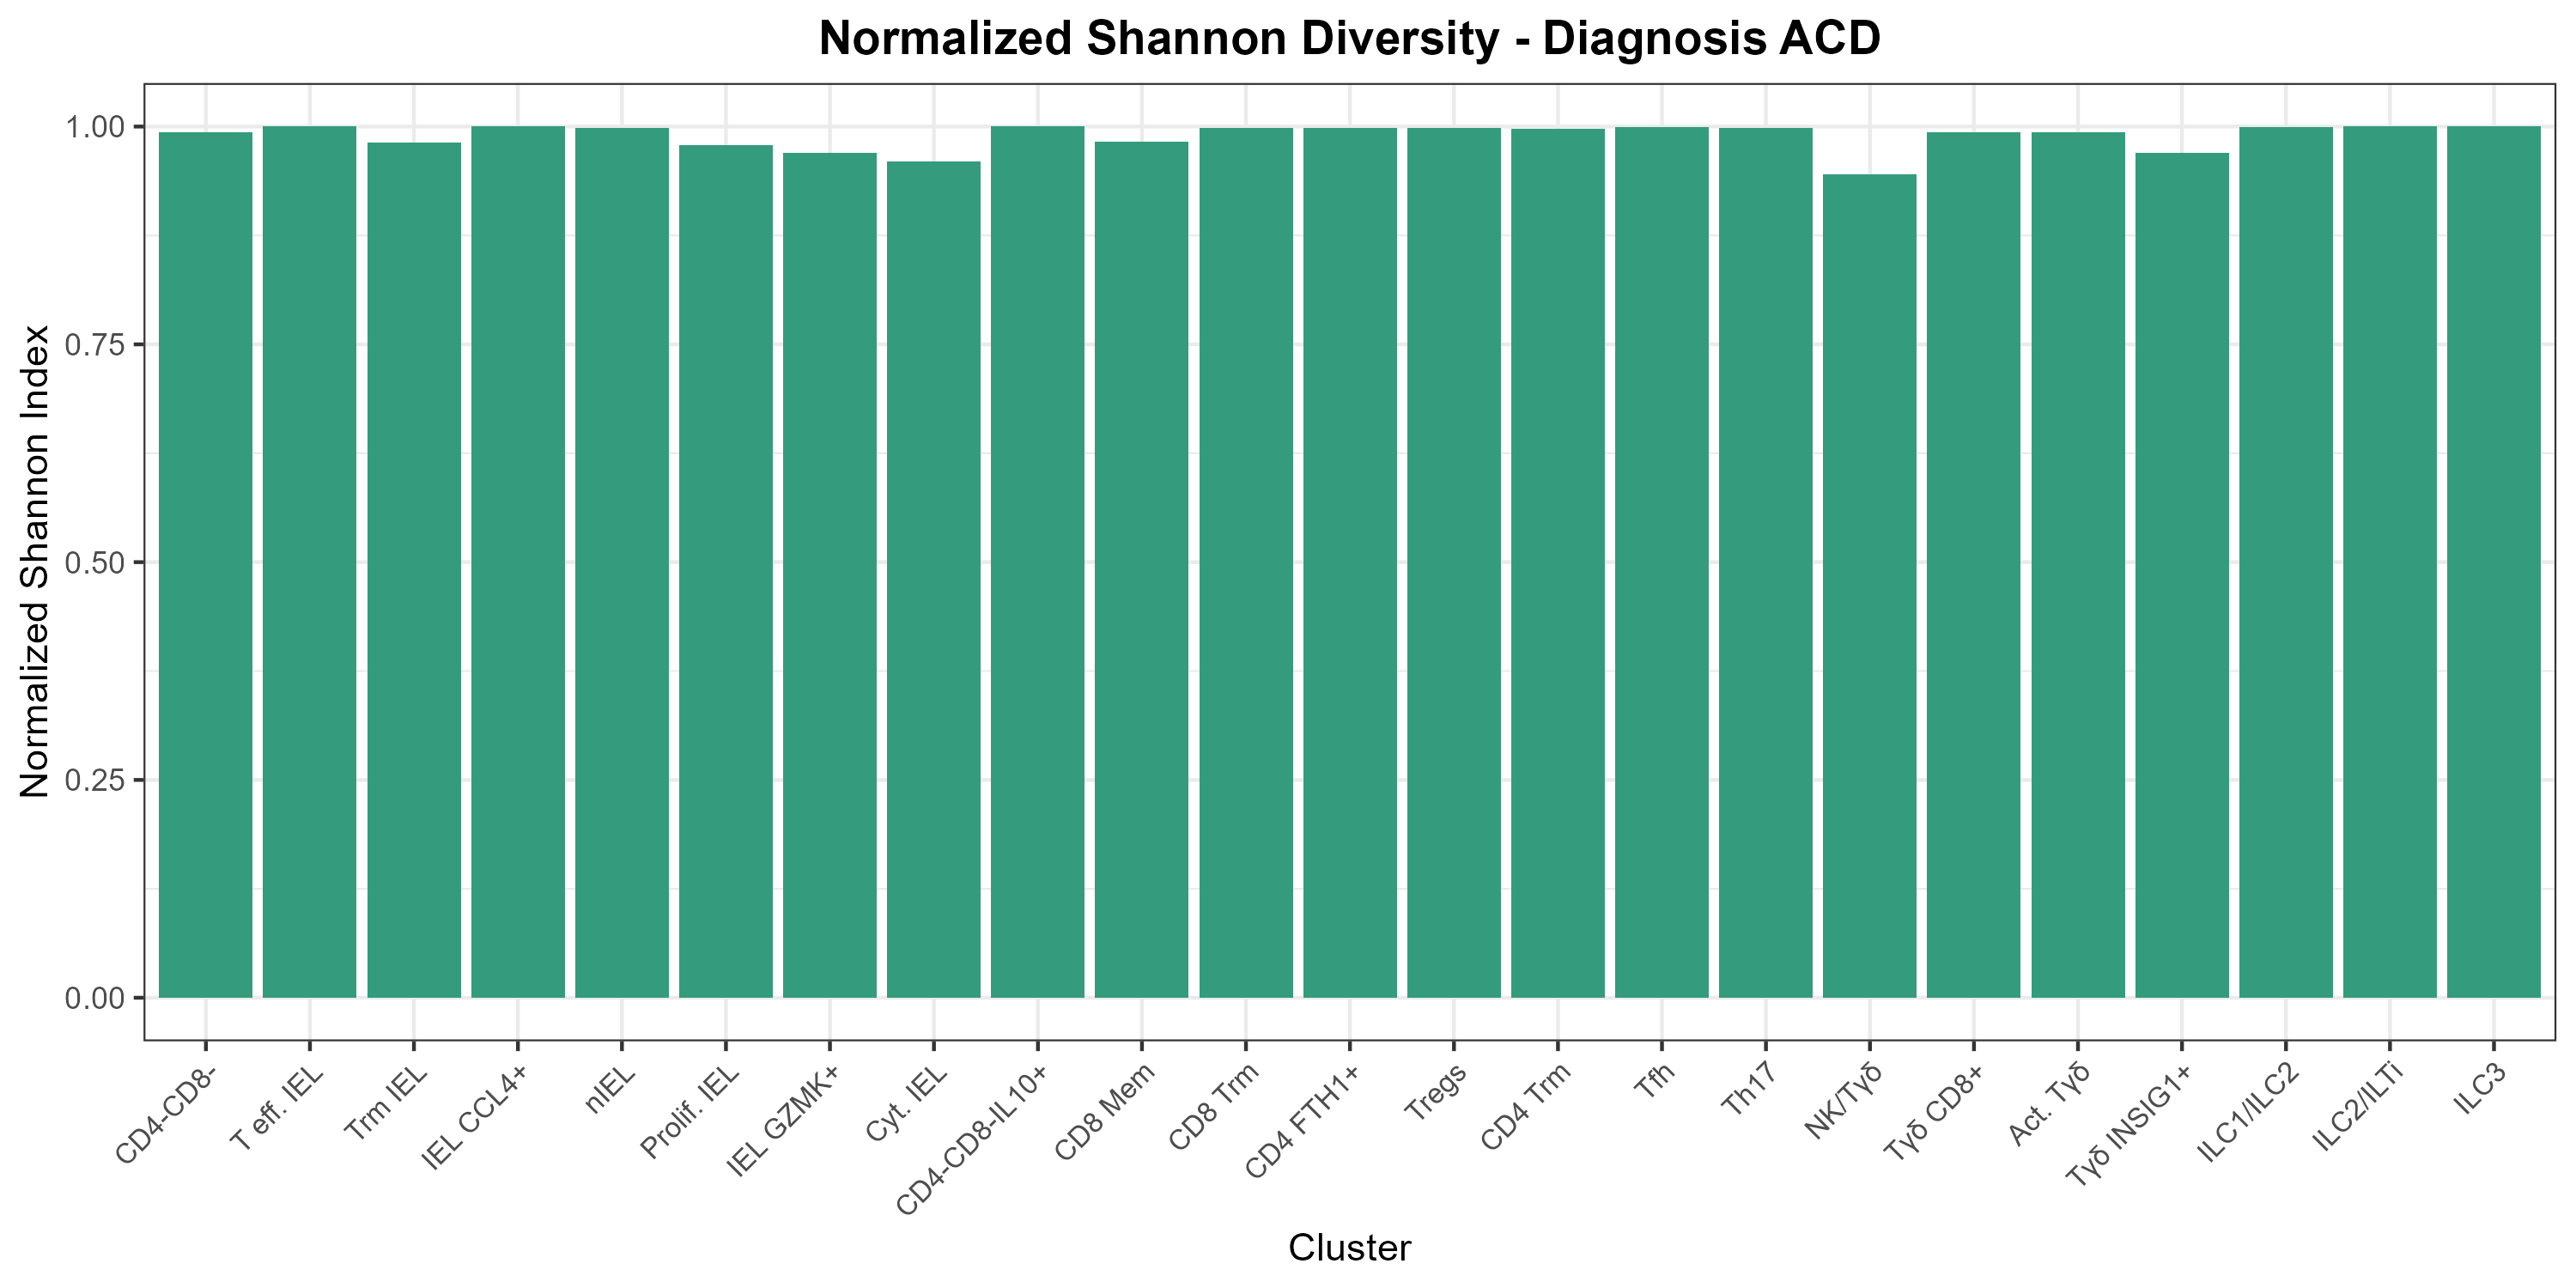 Normalized Shannon Diversity - Diagnosis ACD
Normalized Shannon Index
1.00
0.75
0.50
0.25
0.00
CD4-CD8-
T eff. IEL
Trm IEL
IEL CCL4+
nIEL
Prolif. IEL
IEL GZMK+
Cyt. IEL
CD4-CD8-IL10+
CD8 Mem
CD8 Trm
CD4 FTH1+
Tregs
CD4 Trm
Tfh
Th17
NK/Tγδ
Tγδ CD8+
Act. Tγδ
Tγδ INSIG1+
ILC1/ILC2
ILC2/ILTi
ILC3
Cluster